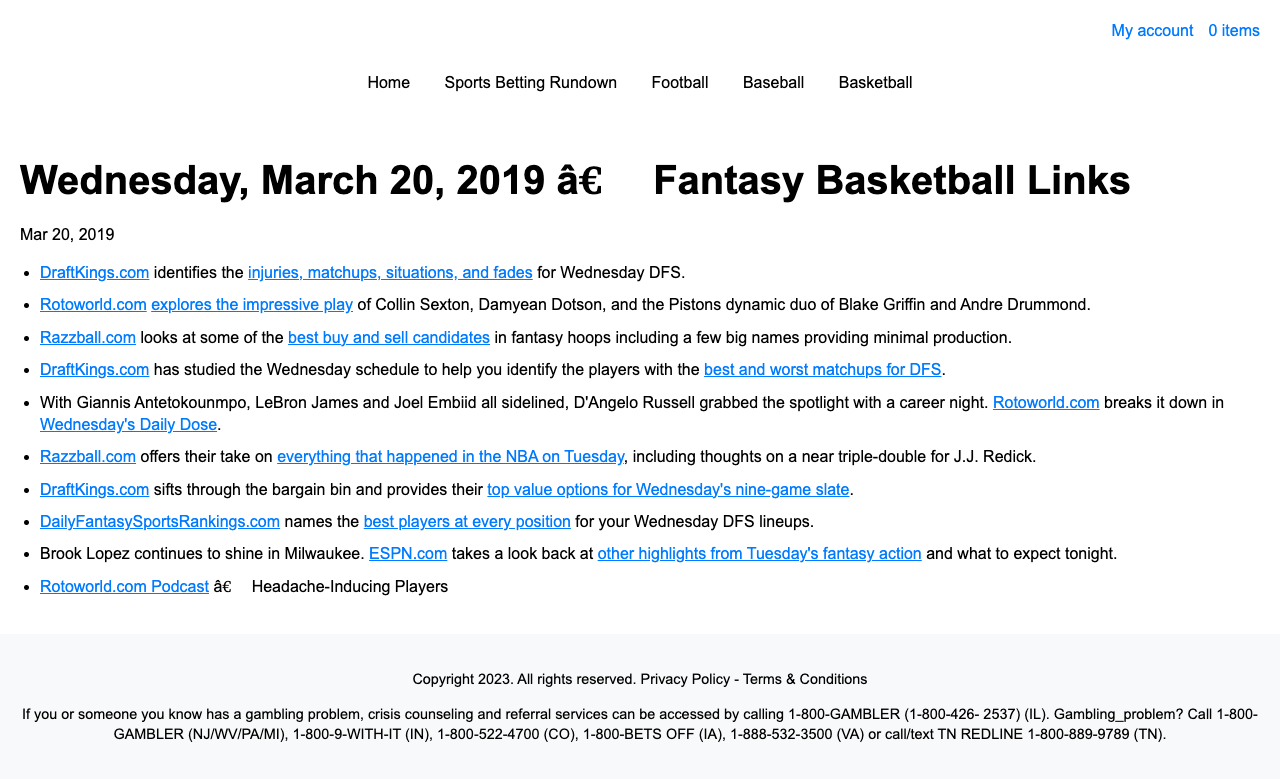 My account 0 items
Home Sports Betting Rundown Football Baseball Basketball
Wednesday, March 20, 2019 â€ Fantasy Basketball Links
Mar 20, 2019
• DraftKings.com identifies the injuries, matchups, situations, and fades for Wednesday DFS.
• Rotoworld.com explores the impressive play of Collin Sexton, Damyean Dotson, and the Pistons dynamic duo of Blake Griffin and Andre Drummond.
• Razzball.com looks at some of the best buy and sell candidates in fantasy hoops including a few big names providing minimal production.
• DraftKings.com has studied the Wednesday schedule to help you identify the players with the best and worst matchups for DFS.
• With Giannis Antetokounmpo, LeBron James and Joel Embiid all sidelined, D'Angelo Russell grabbed the spotlight with a career night. Rotoworld.com breaks it down in
Wednesday's Daily Dose.
• Razzball.com offers their take on everything that happened in the NBA on Tuesday, including thoughts on a near triple-double for J.J. Redick.
• DraftKings.com sifts through the bargain bin and provides their top value options for Wednesday's nine-game slate.
• DailyFantasySportsRankings.com names the best players at every position for your Wednesday DFS lineups.
• Brook Lopez continues to shine in Milwaukee. ESPN.com takes a look back at other highlights from Tuesday's fantasy action and what to expect tonight.
• Rotoworld.com Podcast â€ Headache-Inducing Players
Copyright 2023. All rights reserved. Privacy Policy - Terms & Conditions
If you or someone you know has a gambling problem, crisis counseling and referral services can be accessed by calling 1-800-GAMBLER (1-800-426- 2537) (IL). Gambling_problem? Call 1-800-
GAMBLER (NJ/WV/PA/MI), 1-800-9-WITH-IT (IN), 1-800-522-4700 (CO), 1-800-BETS OFF (IA), 1-888-532-3500 (VA) or call/text TN REDLINE 1-800-889-9789 (TN).